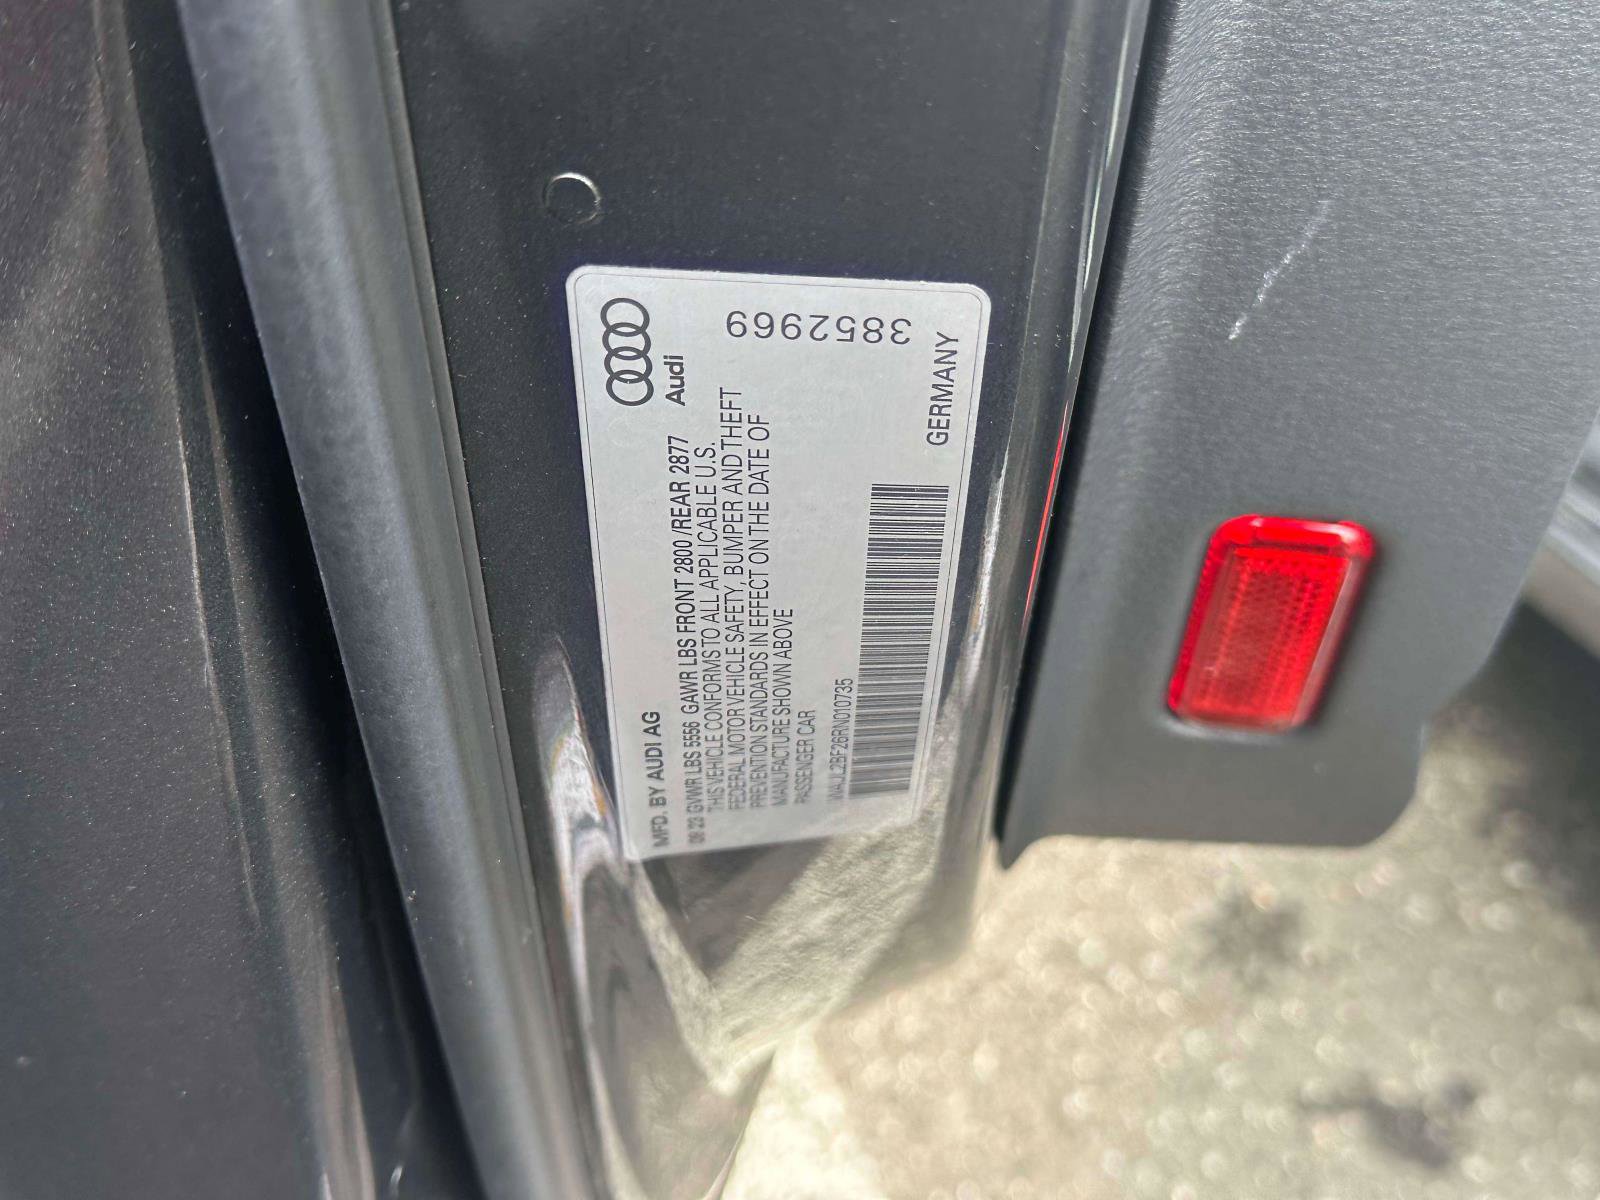 Audi
MFD. BY AUDI AG
09 23 GVWR LBS 5566 GAWR LBS FRONT 2800/REAR 2877
THIS VEHICLE CONFORMS TO ALL APPLICABLE U.S.
FEDERAL MOTOR VEHICLE SAFETY, BUMPER AND THEFT
PREVENTION STANDARDS IN EFFECT ON THE DATE OF
MANUFACTURE SHOWN ABOVE
PASSENGER CAR
WAUL2BF26RN010735
GERMANY
3852969